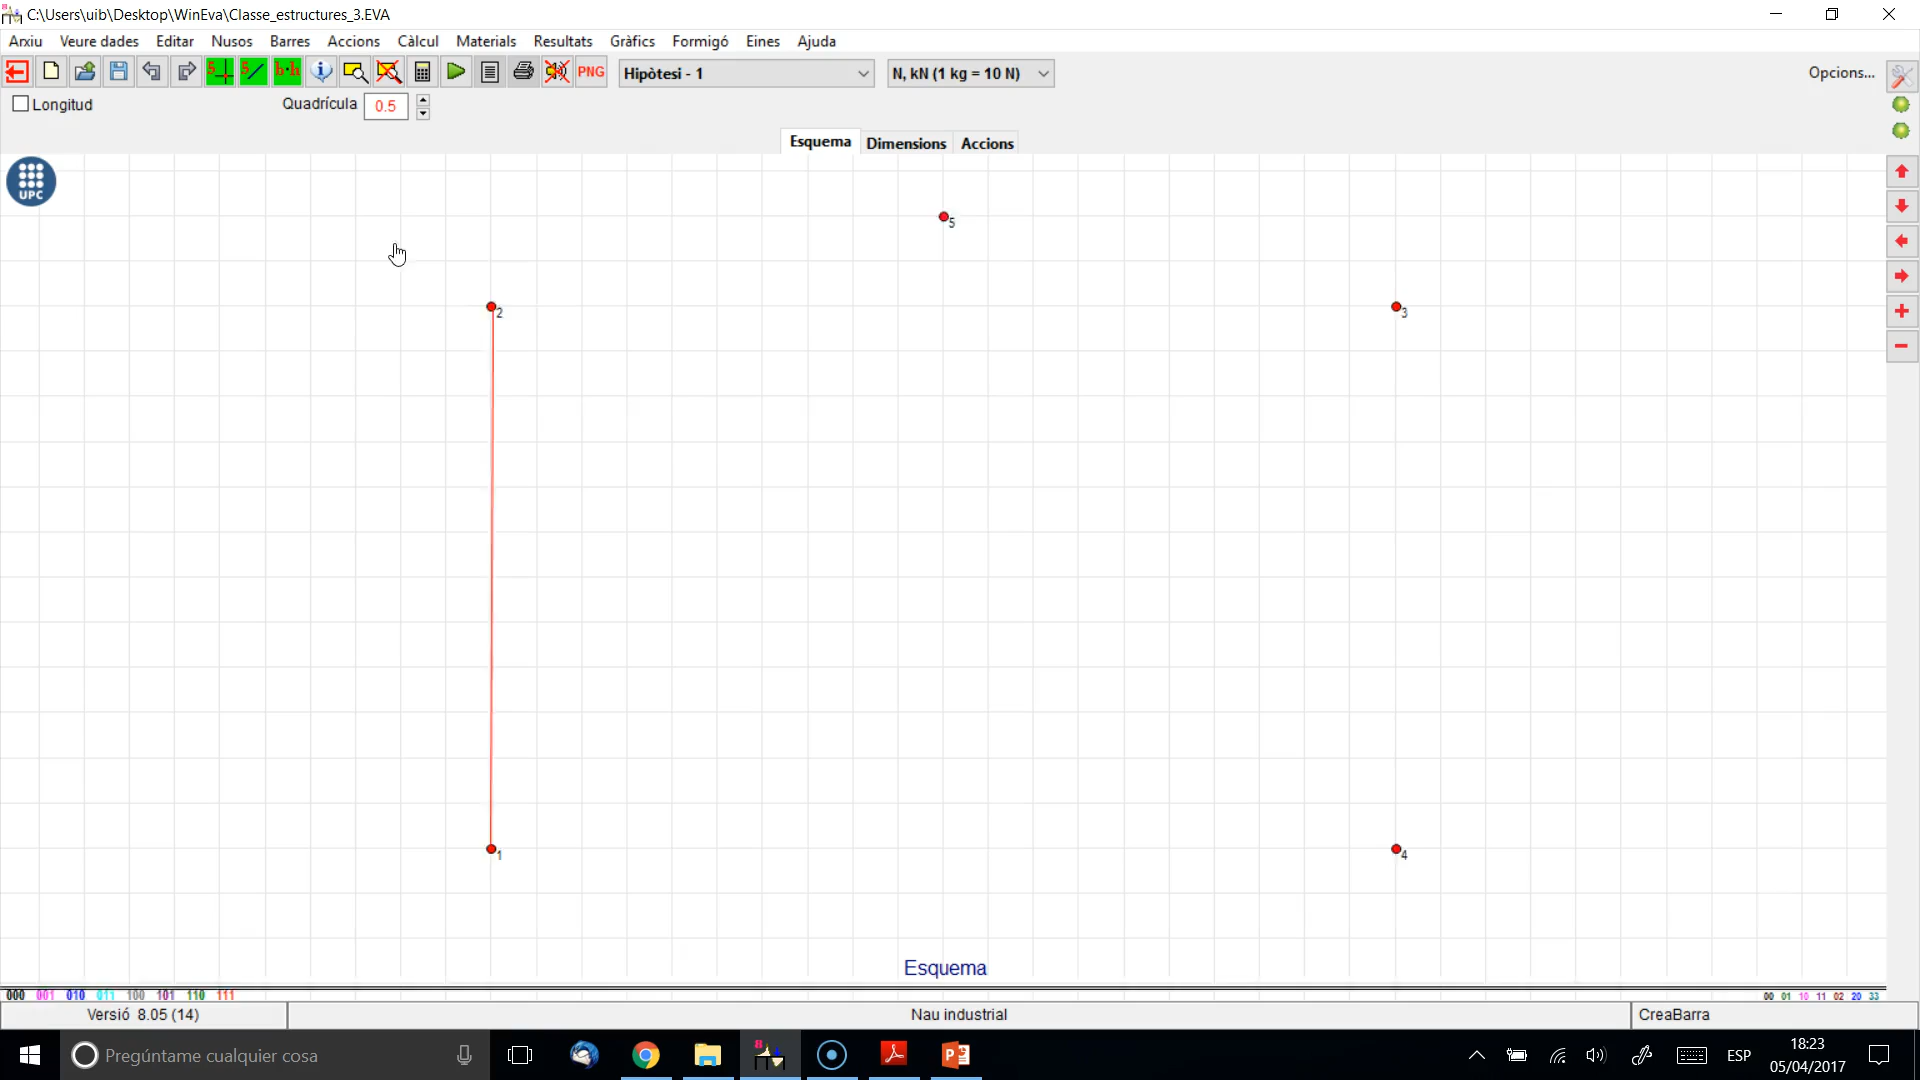 C:\Users\uib\Desktop\WinEva\Classe_estructures_3.EVA
Arxiu Veure dades Editar Nusos Barres Accions Càlcul Materials Resultats Gràfics Formigó Eines Ajuda
5 5 b·h PNG Hipòtesi - 1 N, kN (1 kg = 10 N) Opcions...
Longitud Quadrícula 0.5
Esquema Dimensions Accions
UPC
5
2
3
1
4
Esquema
000 001 010 011 100 101 110 111 00 01 10 11 02 20 33
Versió 8.05 (14) Nau industrial CreaBarra
Pregúntame cualquier cosa
ESP
18:23
05/04/2017